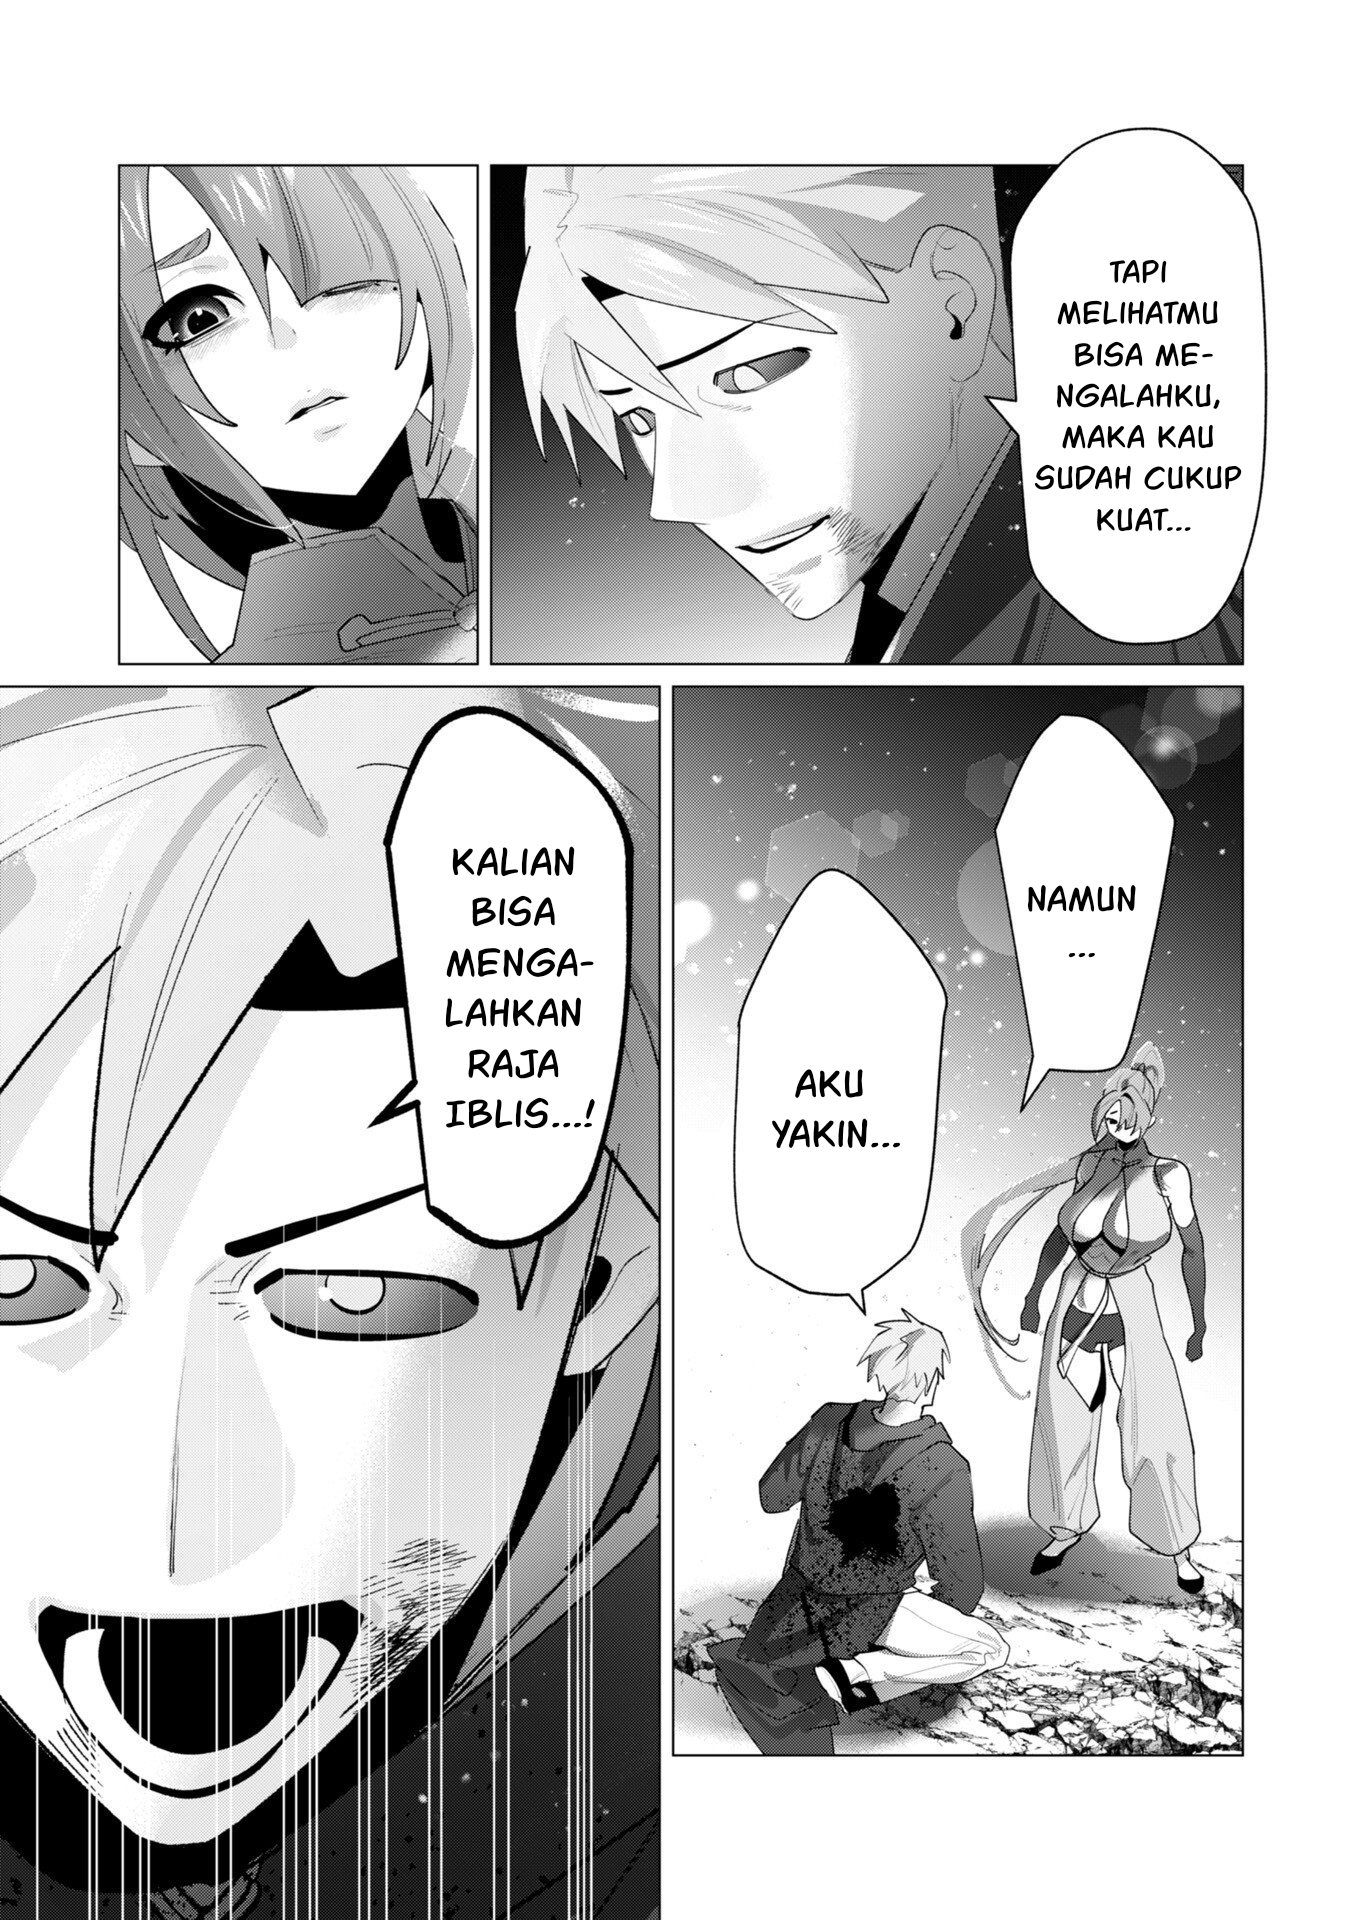 TAPI
MELIHATMU
BISA ME-
NGALAHKU,
MAKA KAU
SUDAH CUKUP
KUAT...
NAMUN
...
AKU
YAKIN...
KALIAN
BISA
MENGA-
LAHKAN
RAJA
IBLIS...!